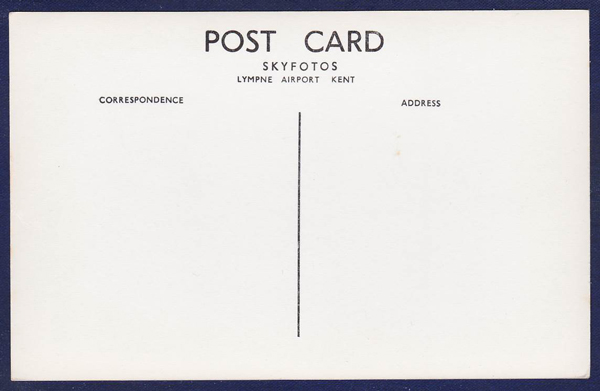 POST CARD
SKYFOTOS
LYMPNE AIRPORT KENT
CORRESPONDENCE
ADDRESS